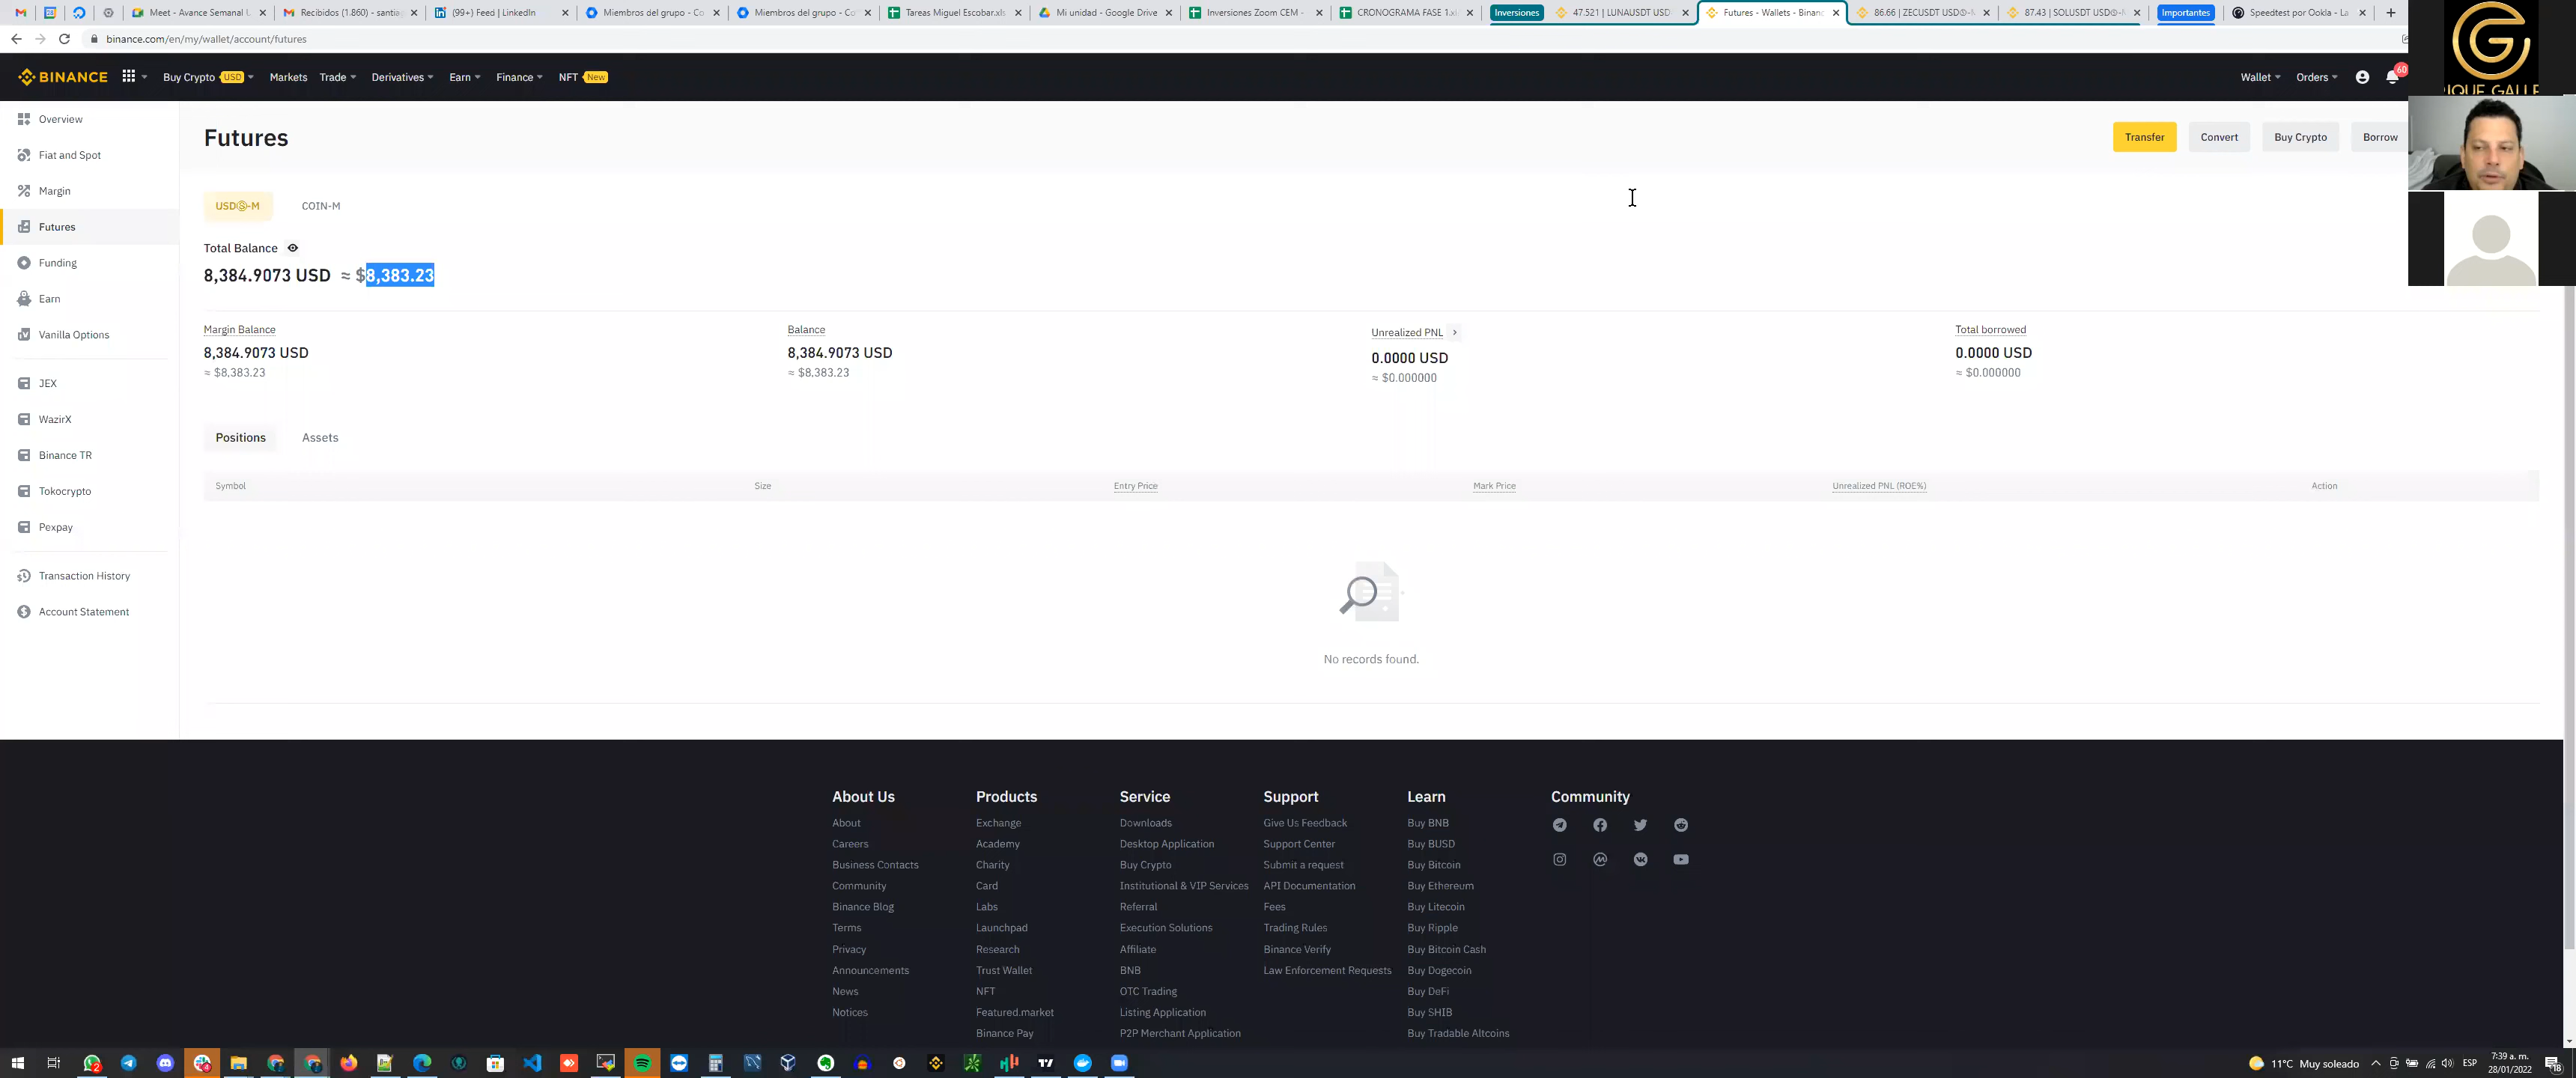 Meet - Avance Semanal U
Recibidos (1.860) - santia
(99+) Feed | LinkedIn
Miembros del grupo - Co
Miembros del grupo - Co
Tareas Miguel Escobar.xls
Mi unidad - Google Drive
Inversiones Zoom CEM -
CRONOGRAMA FASE 1.xl
Inversiones
47.521 | LUNAUSDT USD
Futures - Wallets - Binanc
86.66 | ZECUSDT USDⓈ-M
87.43 | SOLUSDT USDⓈ-M
Importantes
Speedtest por Ookla - La
binance.com/en/my/wallet/account/futures
BINANCE
Buy Crypto USD
Markets
Trade
Derivatives
Earn
Finance
NFT New
Wallet
Orders
60
RIQUE GALLE
Overview
Fiat and Spot
Margin
Futures
Funding
Earn
Vanilla Options
JEX
WazirX
Binance TR
Tokocrypto
Pexpay
Transaction History
Account Statement
Futures
Transfer
Convert
Buy Crypto
Borrow
USDⓈ-M
COIN-M
Total Balance
8,384.9073 USD ≈ $8,383.23
Margin Balance
8,384.9073 USD
≈ $8,383.23
Balance
8,384.9073 USD
≈ $8,383.23
Unrealized PNL
0.0000 USD
≈ $0.000000
Total borrowed
0.0000 USD
≈ $0.000000
Positions
Assets
Symbol
Size
Entry Price
Mark Price
Unrealized PNL (ROE%)
Action
No records found.
About Us
About
Careers
Business Contacts
Community
Binance Blog
Terms
Privacy
Announcements
News
Notices
Products
Exchange
Academy
Charity
Card
Labs
Launchpad
Research
Trust Wallet
NFT
Featured.market
Binance Pay
Service
Downloads
Desktop Application
Buy Crypto
Institutional & VIP Services
Referral
Execution Solutions
Affiliate
BNB
OTC Trading
Listing Application
P2P Merchant Application
Support
Give Us Feedback
Support Center
Submit a request
API Documentation
Fees
Trading Rules
Binance Verify
Law Enforcement Requests
Learn
Buy BNB
Buy BUSD
Buy Bitcoin
Buy Ethereum
Buy Litecoin
Buy Ripple
Buy Bitcoin Cash
Buy Dogecoin
Buy DeFi
Buy SHIB
Buy Tradable Altcoins
Community
11°C Muy soleado
ESP
7:39 a. m.
28/01/2022
18